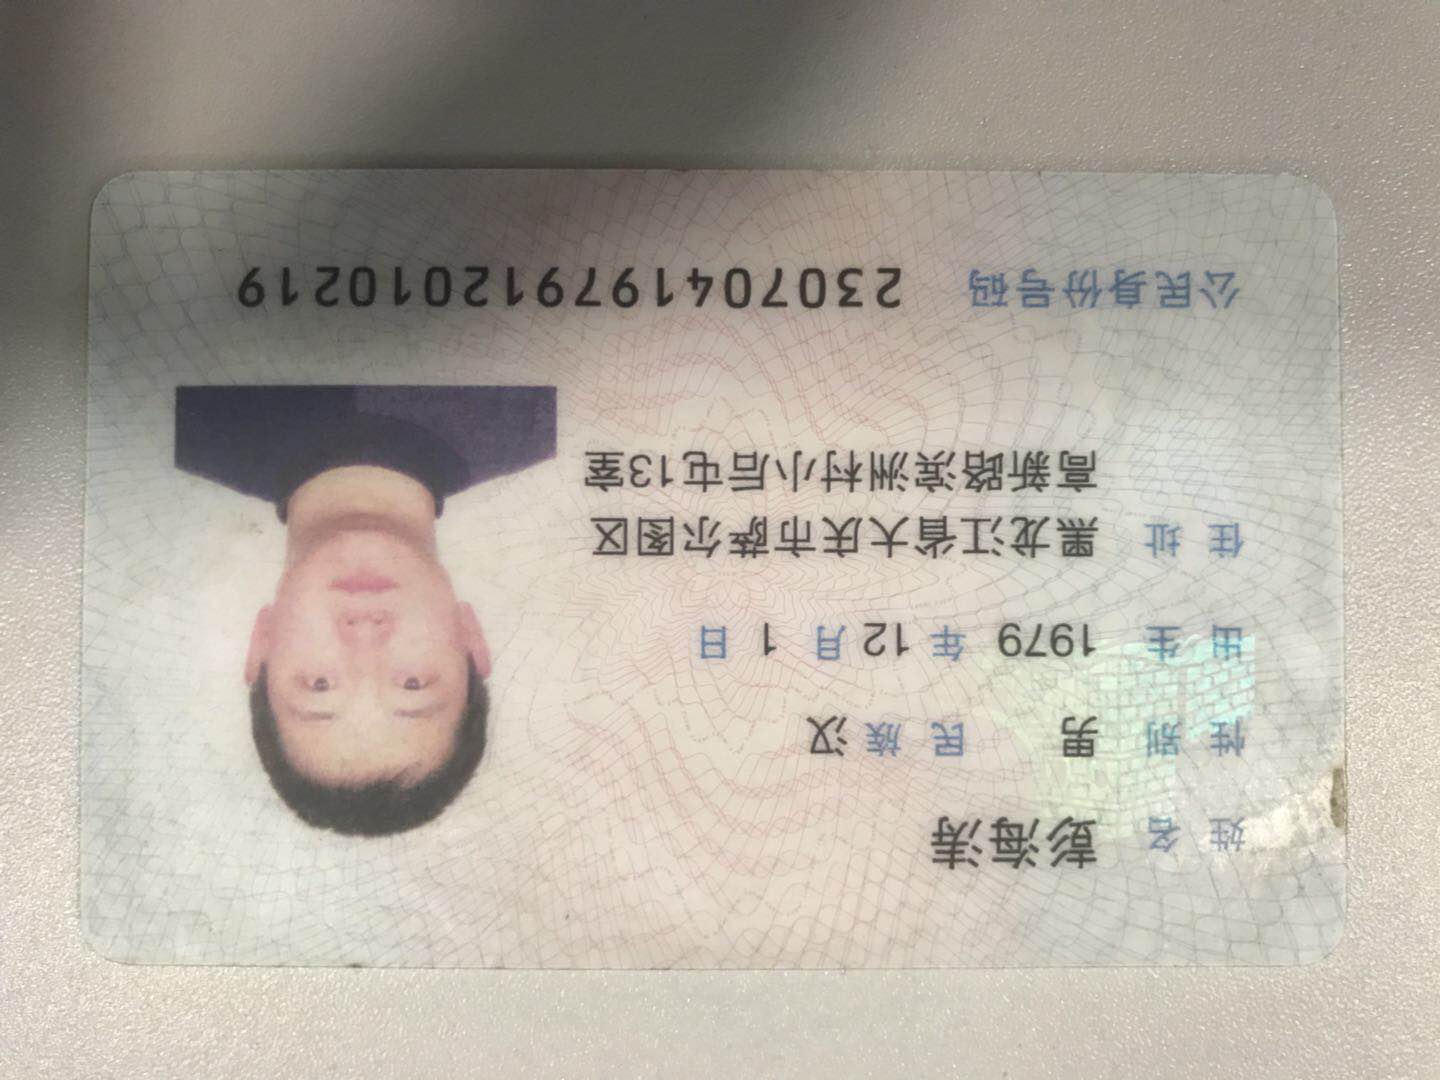 姓名 彭海涛
性别 男 民族 汉
出生 1979 年 12 月 1 日
住址 黑龙江省大庆市萨尔图区
高新路滨洲村小后屯13室
公民身份号码 230704197912010219